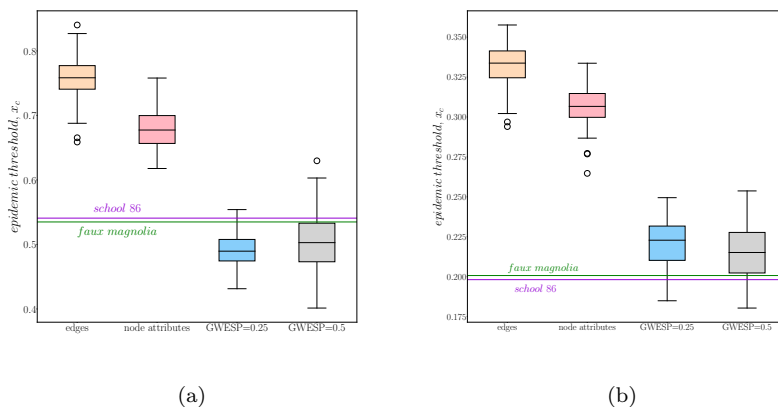 epidemic threshold, x_c
0.8
0.7
0.6
0.5
0.4
school 86
faux magnolia
edges node attributes GWESP=0.25 GWESP=0.5
(a)
epidemic threshold, x_c
0.350
0.325
0.300
0.275
0.250
0.225
0.200
0.175
faux magnolia
school 86
edges node attributes GWESP=0.25 GWESP=0.5
(b)